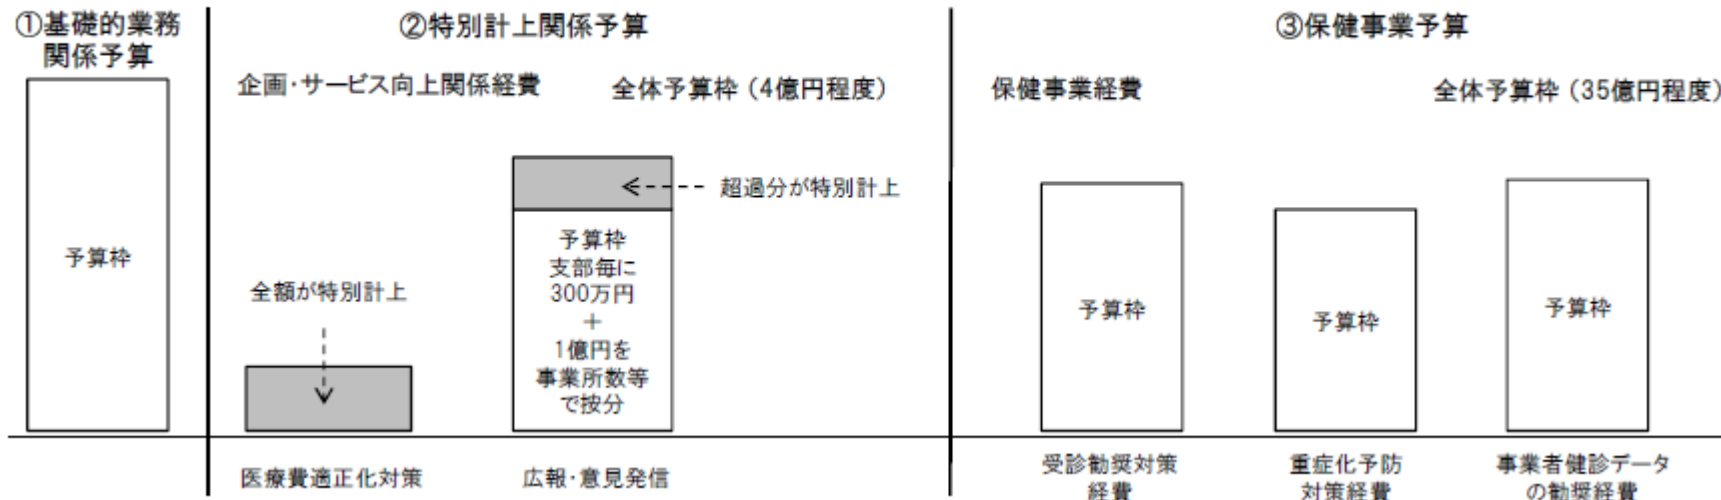 ①基礎的業務
関係予算
予算枠
②特別計上関係予算
企画・サービス向上関係経費
全体予算枠（4億円程度）
全額が特別計上
医療費適正化対策
超過分が特別計上
予算枠
支部毎に
300万円
＋
1億円を
事業所数等
で按分
広報・意見発信
③保健事業予算
保健事業経費
全体予算枠（35億円程度）
予算枠
受診勧奨対策
経費
予算枠
重症化予防
対策経費
予算枠
事業者健診データ
の勧奨経費